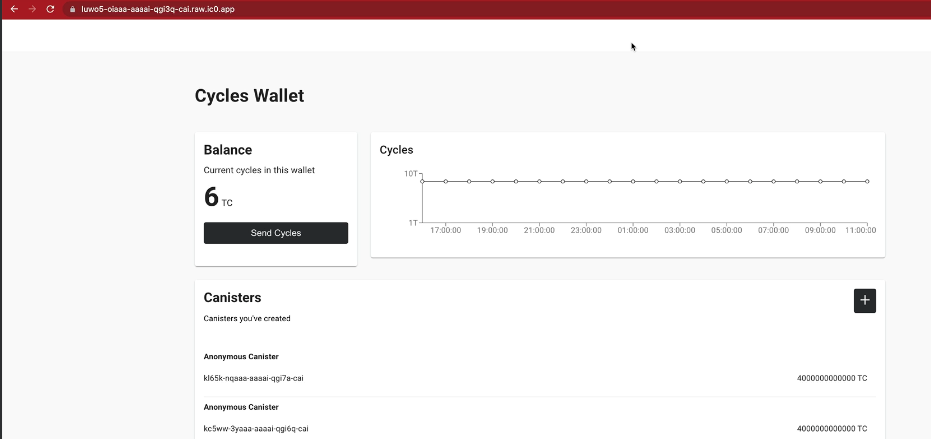 luwo5-oiaaa-aaaai-qgi3q-cai.raw.ic0.app
Cycles Wallet
Balance
Current cycles in this wallet
6 TC
Send Cycles
Cycles
10T
1T
17:00:00 19:00:00 21:00:00 23:00:00 01:00:00 03:00:00 05:00:00 07:00:00 09:00:00 11:00:00
Canisters
Canisters you've created
Anonymous Canister
kl65k-nqaaa-aaaai-qgi7a-cai 4000000000000 TC
Anonymous Canister
kc5ww-3yaaa-aaaai-qgi6q-cai 4000000000000 TC